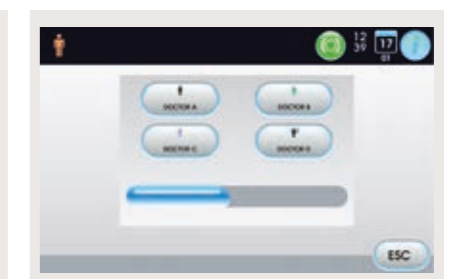 12
39
17
01
DOCTOR A
DOCTOR B
DOCTOR C
DOCTOR D
ESC